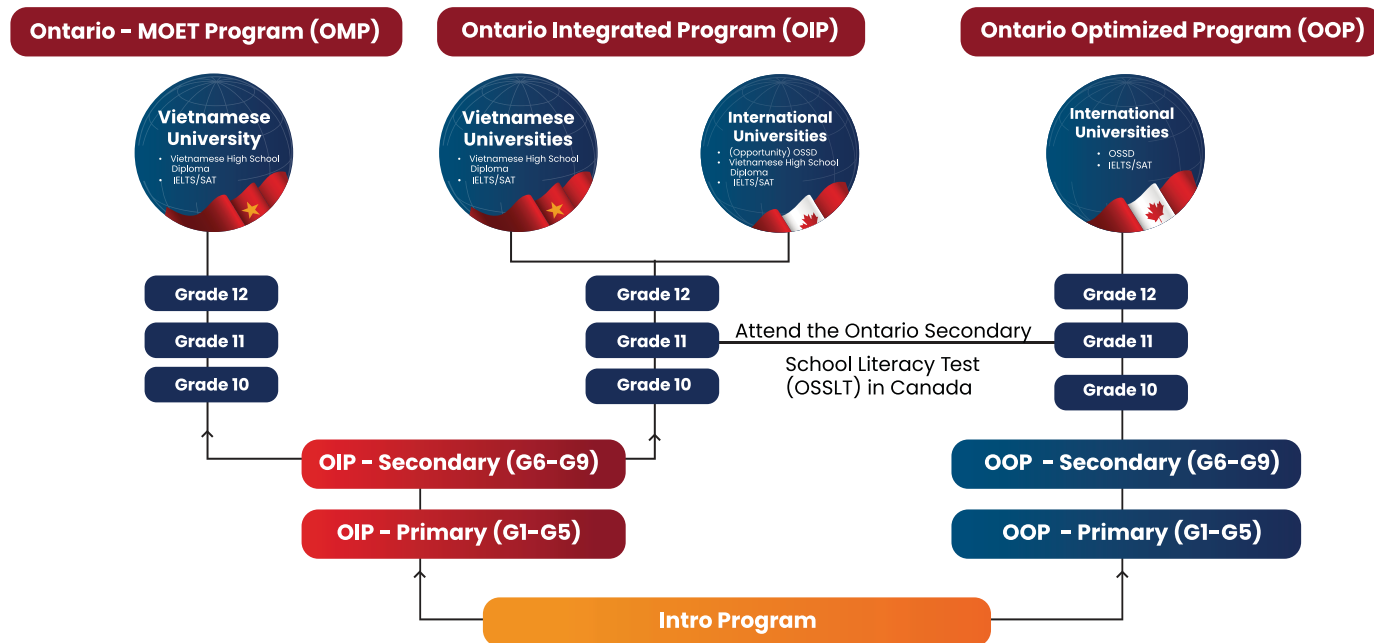 Ontario - MOET Program (OMP)
Ontario Integrated Program (OIP)
Ontario Optimized Program (OOP)
Vietnamese
University
• Vietnamese High School
Diploma
• IELTS/SAT
Vietnamese
Universities
• Vietnamese High School
Diploma
• IELTS/SAT
International
Universities
• (Opportunity) OSSD
• Vietnamese High School
Diploma
• IELTS/SAT
International
Universities
• OSSD
• IELTS/SAT
Grade 12
Grade 11
Grade 10
Grade 12
Grade 11
Grade 10
Attend the Ontario Secondary
School Literacy Test
(OSSLT) in Canada
Grade 12
Grade 11
Grade 10
OIP - Secondary (G6-G9)
OIP - Primary (G1-G5)
OOP - Secondary (G6-G9)
OOP - Primary (G1-G5)
Intro Program